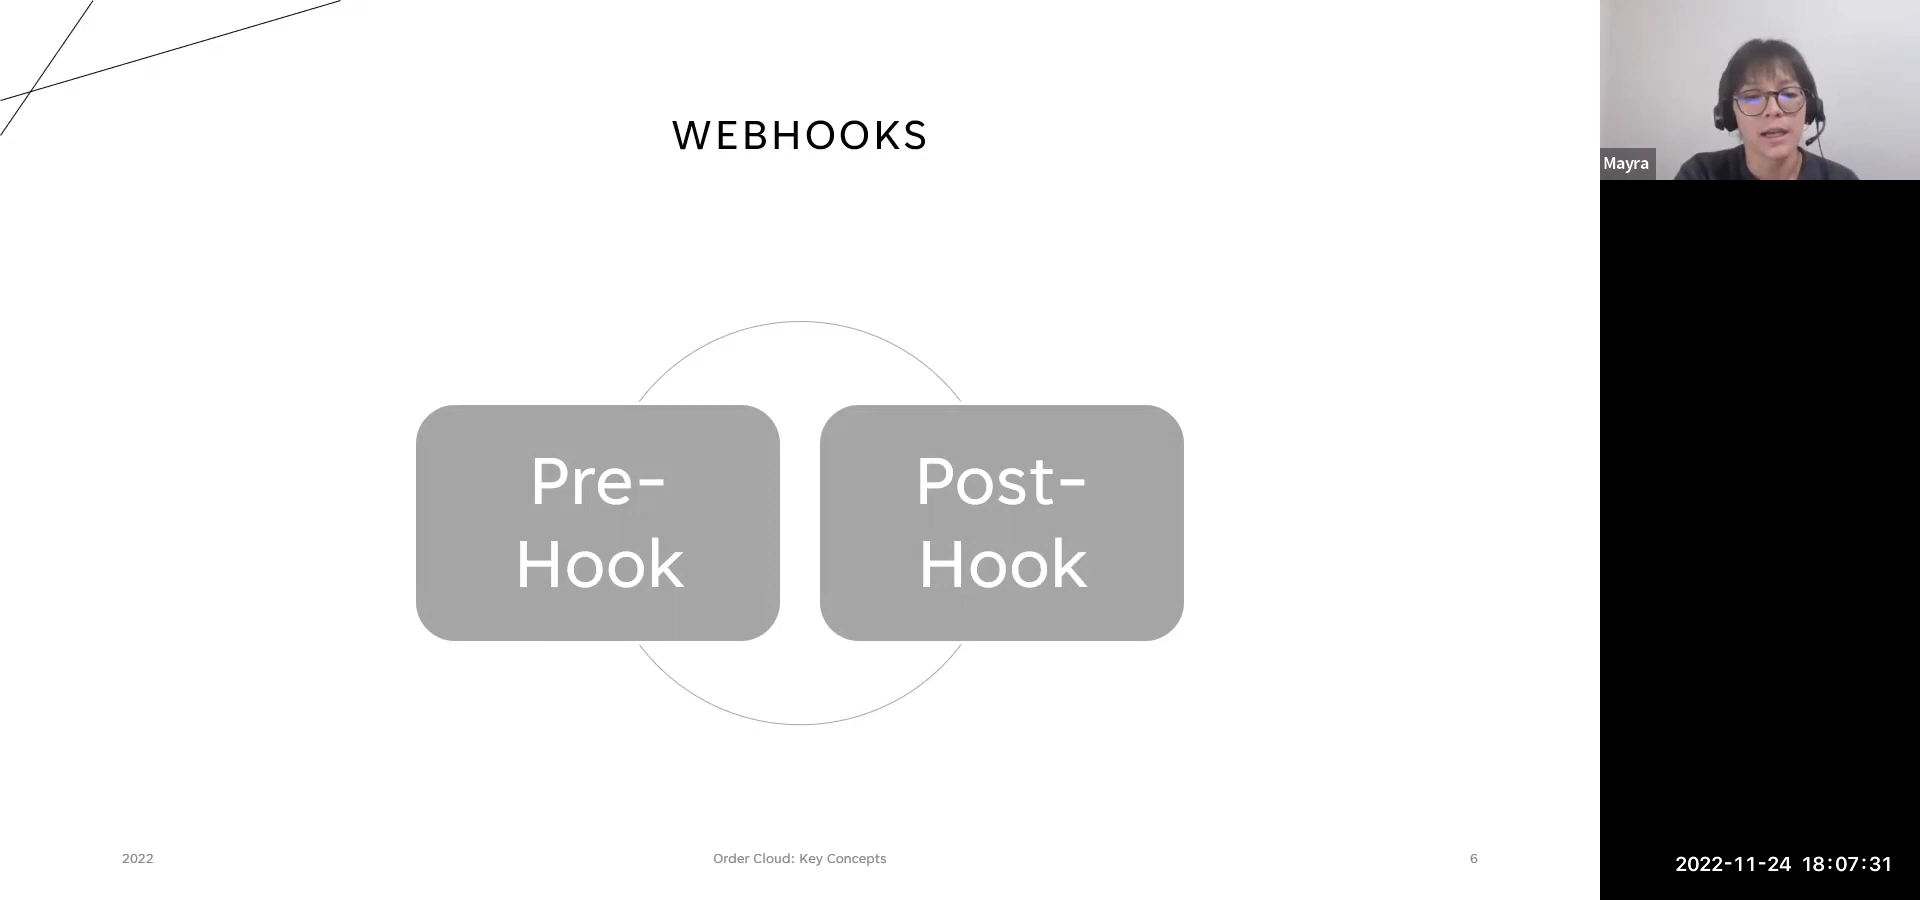 WEBHOOKS
Pre-
Hook
Post-
Hook
2022
Order Cloud: Key Concepts
6
Mayra
2022-11-24 18:07:31